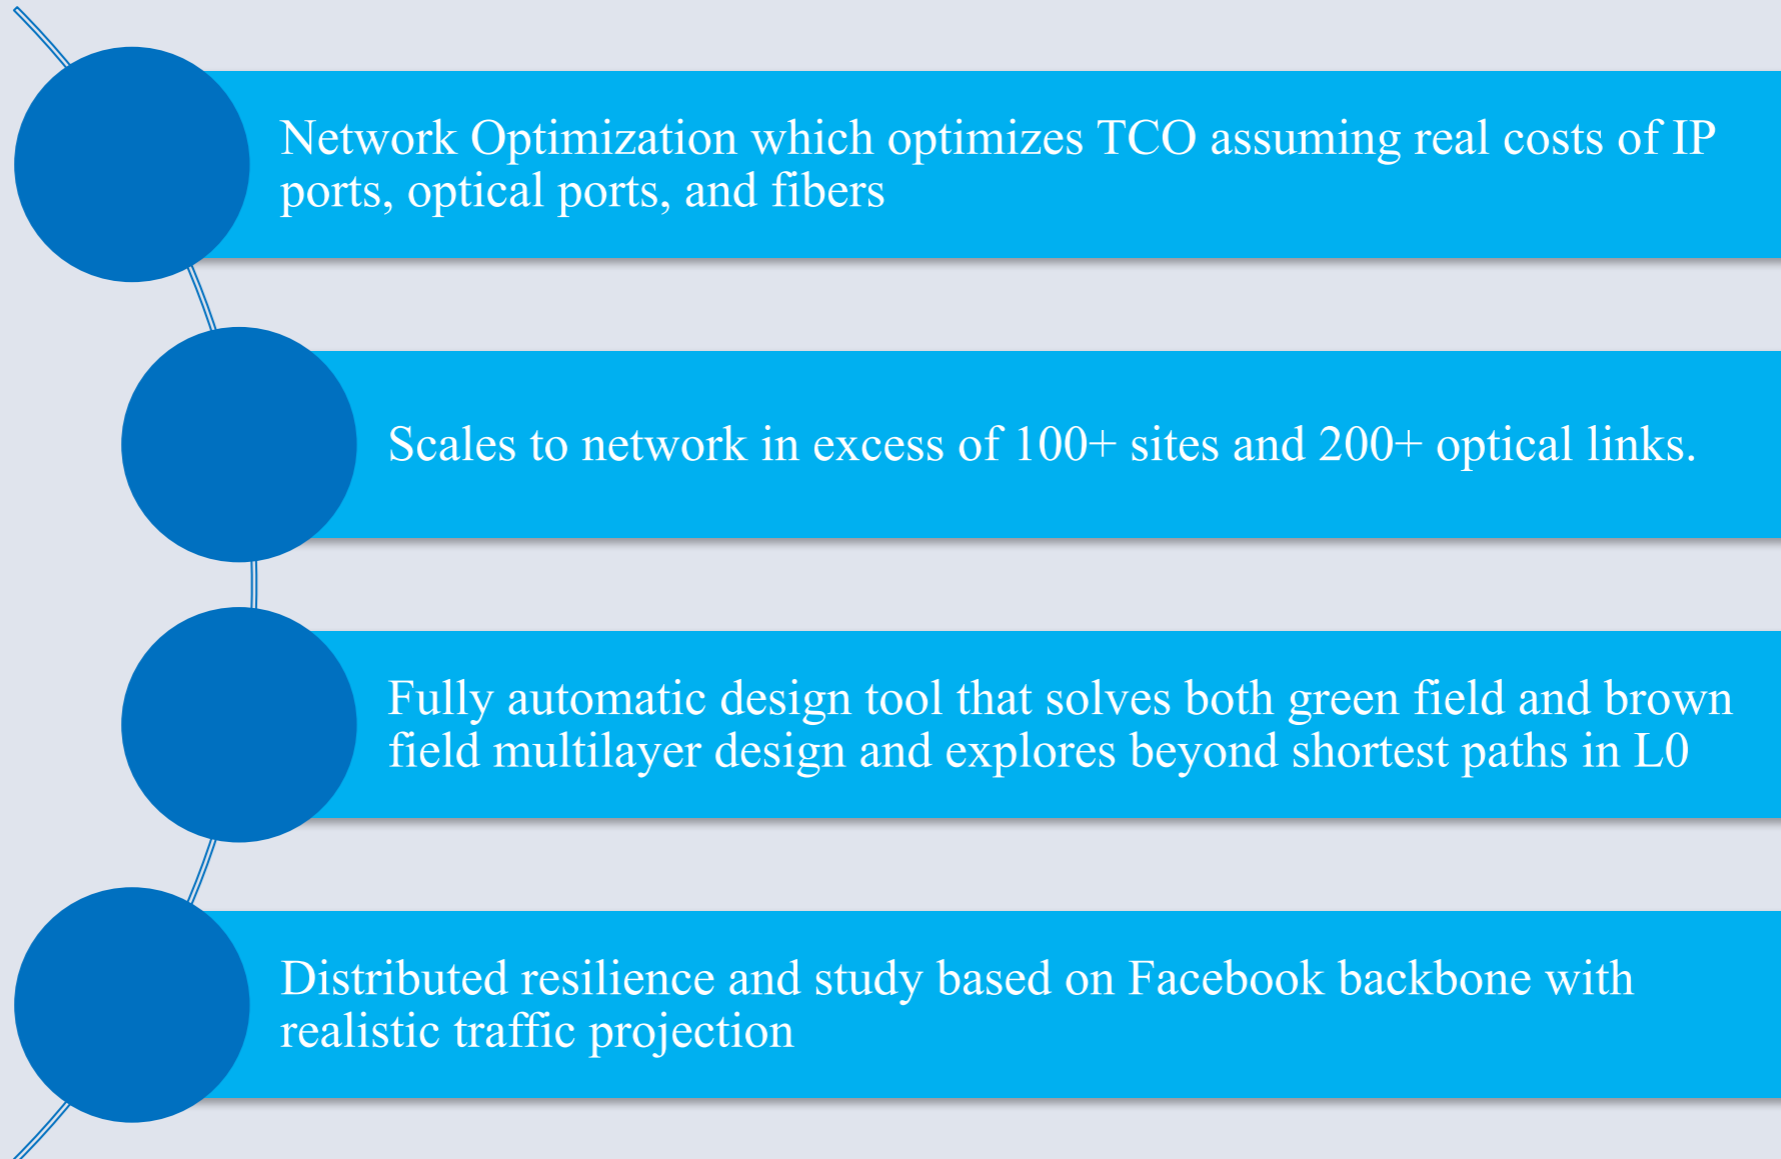 Network Optimization which optimizes TCO assuming real costs of IP
ports, optical ports, and fibers
Scales to network in excess of 100+ sites and 200+ optical links.
Fully automatic design tool that solves both green field and brown
field multilayer design and explores beyond shortest paths in L0
Distributed resilience and study based on Facebook backbone with
realistic traffic projection